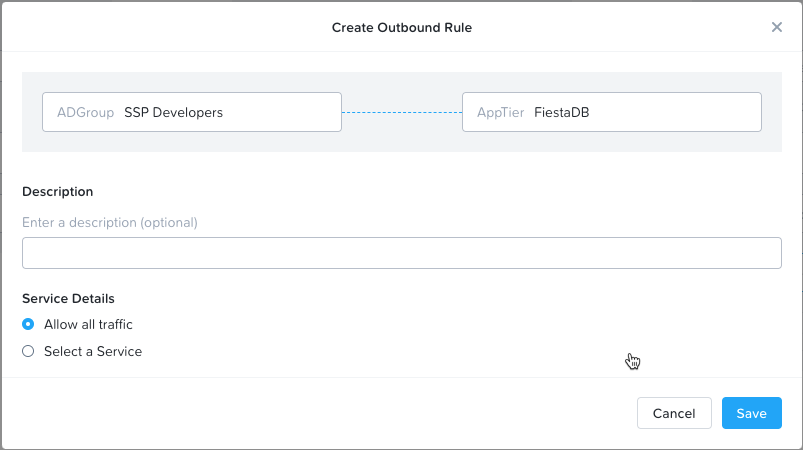 Create Outbound Rule
ADGroup SSP Developers AppTier FiestaDB
Description
Enter a description (optional)
Service Details
Allow all traffic
Select a Service
Cancel Save